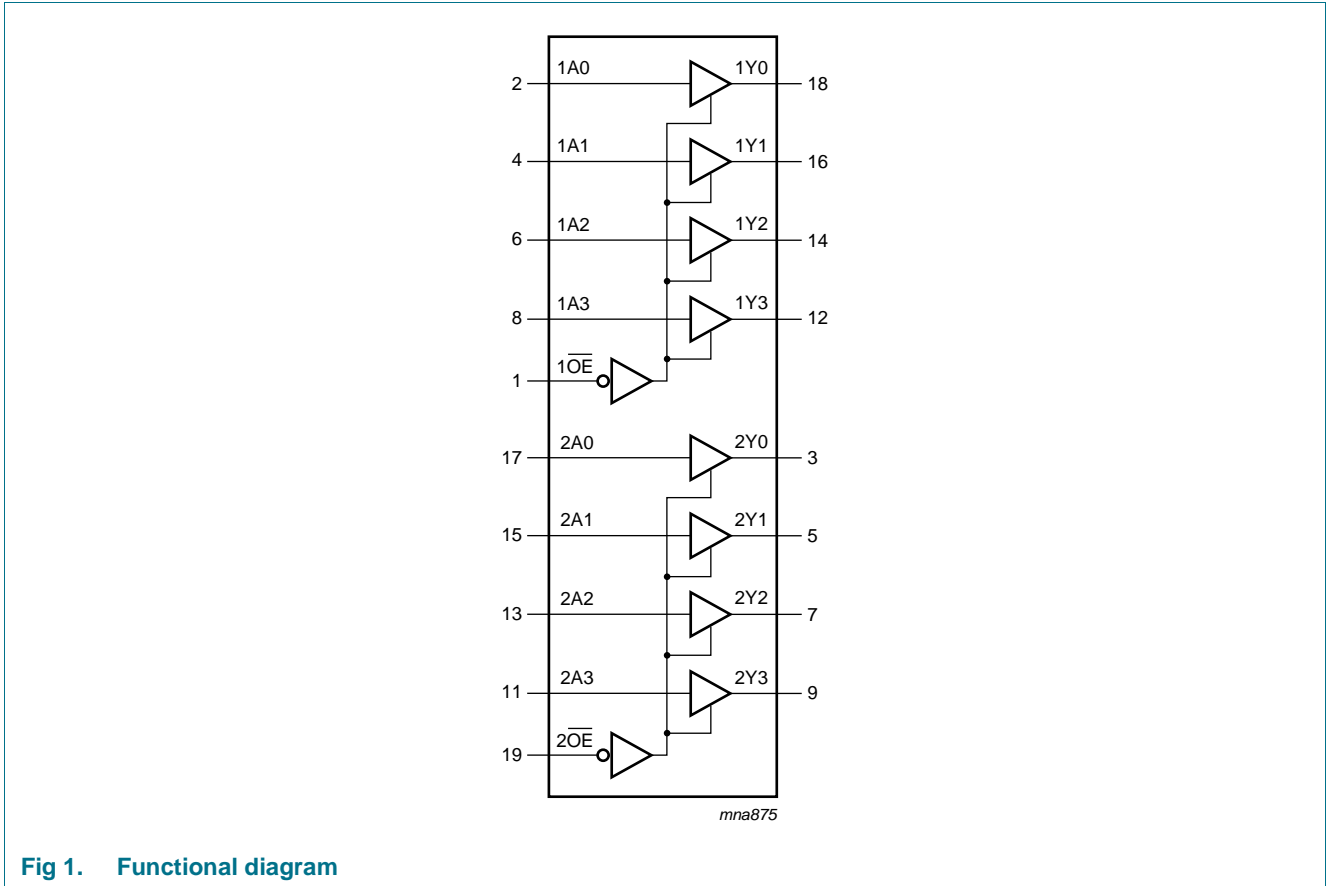 2 1A0 1Y0 18
4 1A1 1Y1 16
6 1A2 1Y2 14
8 1A3 1Y3 12
1 1O̅E̅
17 2A0 2Y0 3
15 2A1 2Y1 5
13 2A2 2Y2 7
11 2A3 2Y3 9
19 2O̅E̅
mna875
Fig 1. Functional diagram